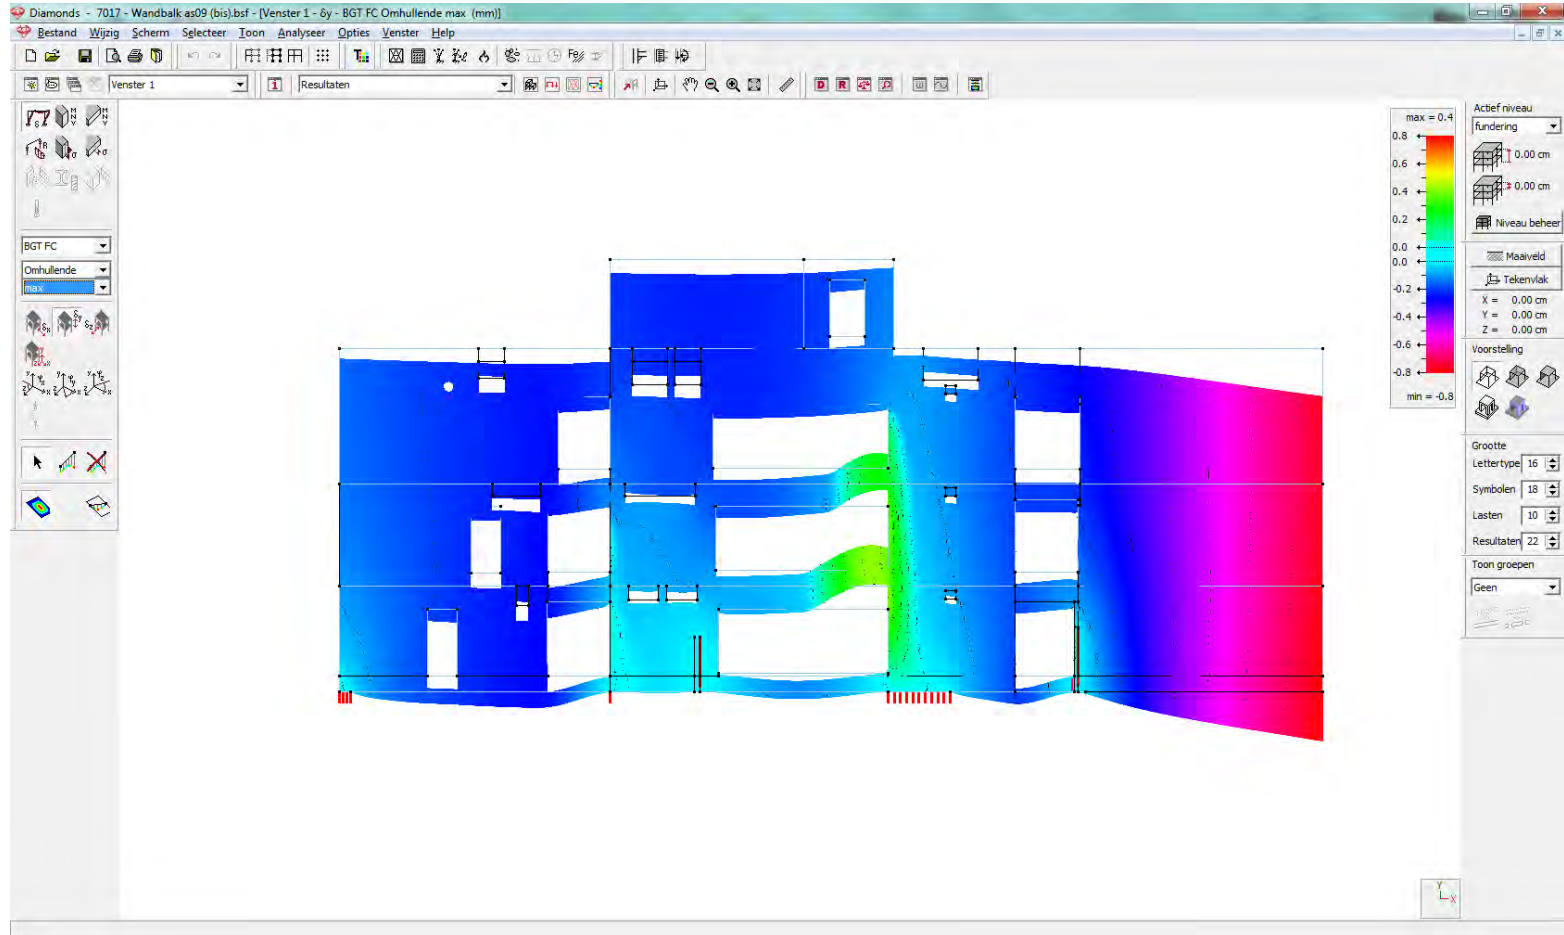 Diamonds - 7017 - Wandbalk as09 (bis).bsf - [Venster 1 - δy - BGT FC Omhullende max (mm)]
Bestand Wijzig Scherm Selecteer Toon Analyseer Opties Venster Help
Venster 1
1
Resultaten
D R
BGT FC
Omhullende
max
max = 0.4
0.8
0.6
0.4
0.2
0.0
0.0
-0.2
-0.4
-0.6
-0.8
min = -0.8
Actief niveau
fundering
0.00 cm
0.00 cm
Niveau beheer
Maaiveld
Tekenvlak
X = 0.00 cm
Y = 0.00 cm
Z = 0.00 cm
Voorstelling
Grootte
Lettertype 16
Symbolen 18
Lasten 10
Resultaten 22
Toon groepen
Geen
Y
X